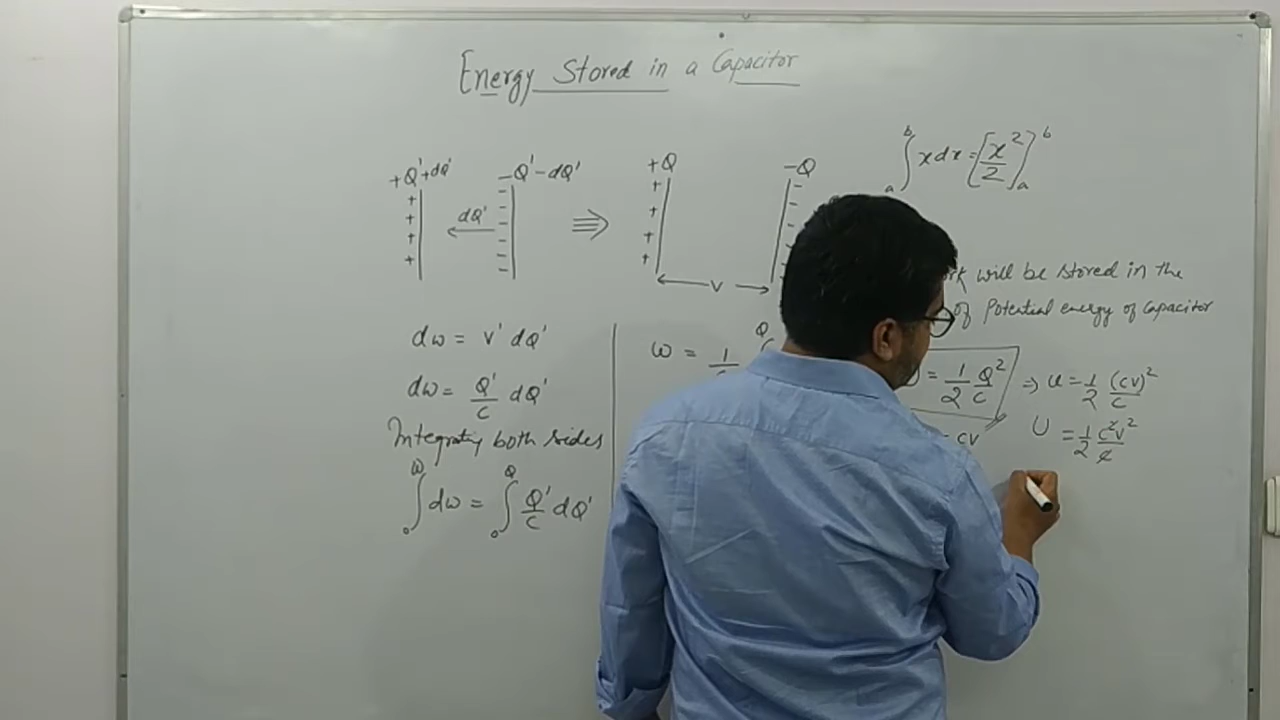 Energy Stored in a Capacitor
+Q'+dQ'
-Q'-dQ'
dQ'
⇛
+Q
-Q
V
∫ₐᵇ x dx = [x²/2]ₐᵇ
will be stored in the
of Potential energy of Capacitor
dw = v' dQ'
dw = Q'/C dQ'
Integrating both sides
∫₀ᵂ dw = ∫₀Q Q'/C dQ'
W = 1
= 1/2 Q²/C
⇒ U = 1/2 (CV)²/C
= CV
U = 1/2 C²V²/C